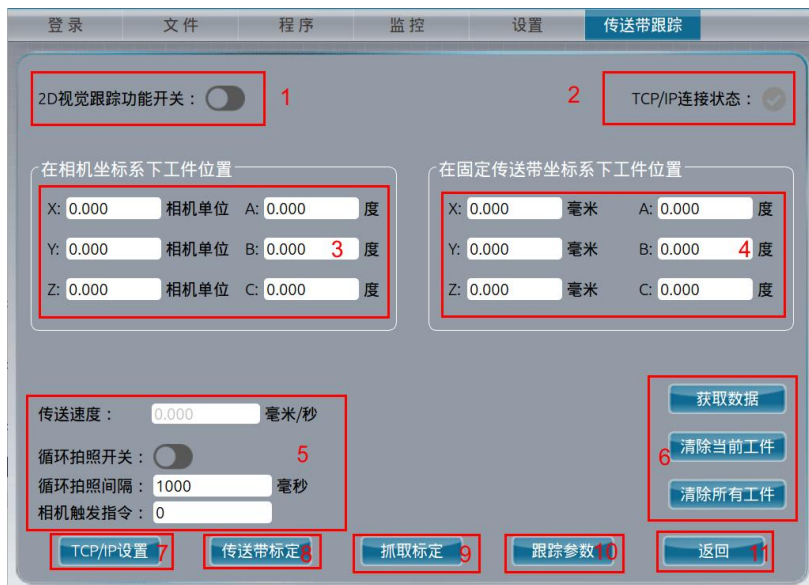 登录 文件 程序 监控 设置 传送带跟踪
2D视觉跟踪功能开关： 1 2 TCP/IP连接状态：
在相机坐标系下工件位置 在固定传送带坐标系下工件位置
X: 0.000 相机单位 A: 0.000 度 X: 0.000 毫米 A: 0.000 度
Y: 0.000 相机单位 B: 0.000 3 度 Y: 0.000 毫米 B: 0.000 4 度
Z: 0.000 相机单位 C: 0.000 度 Z: 0.000 毫米 C: 0.000 度
获取数据
传送速度： 0.000 毫米/秒
清除当前工件
循环拍照开关： 5 6
循环拍照间隔： 1000 毫秒
清除所有工件
相机触发指令： 0
TCP/IP设置 7 传送带标定 8 抓取标定 9 跟踪参数 10 返回 11